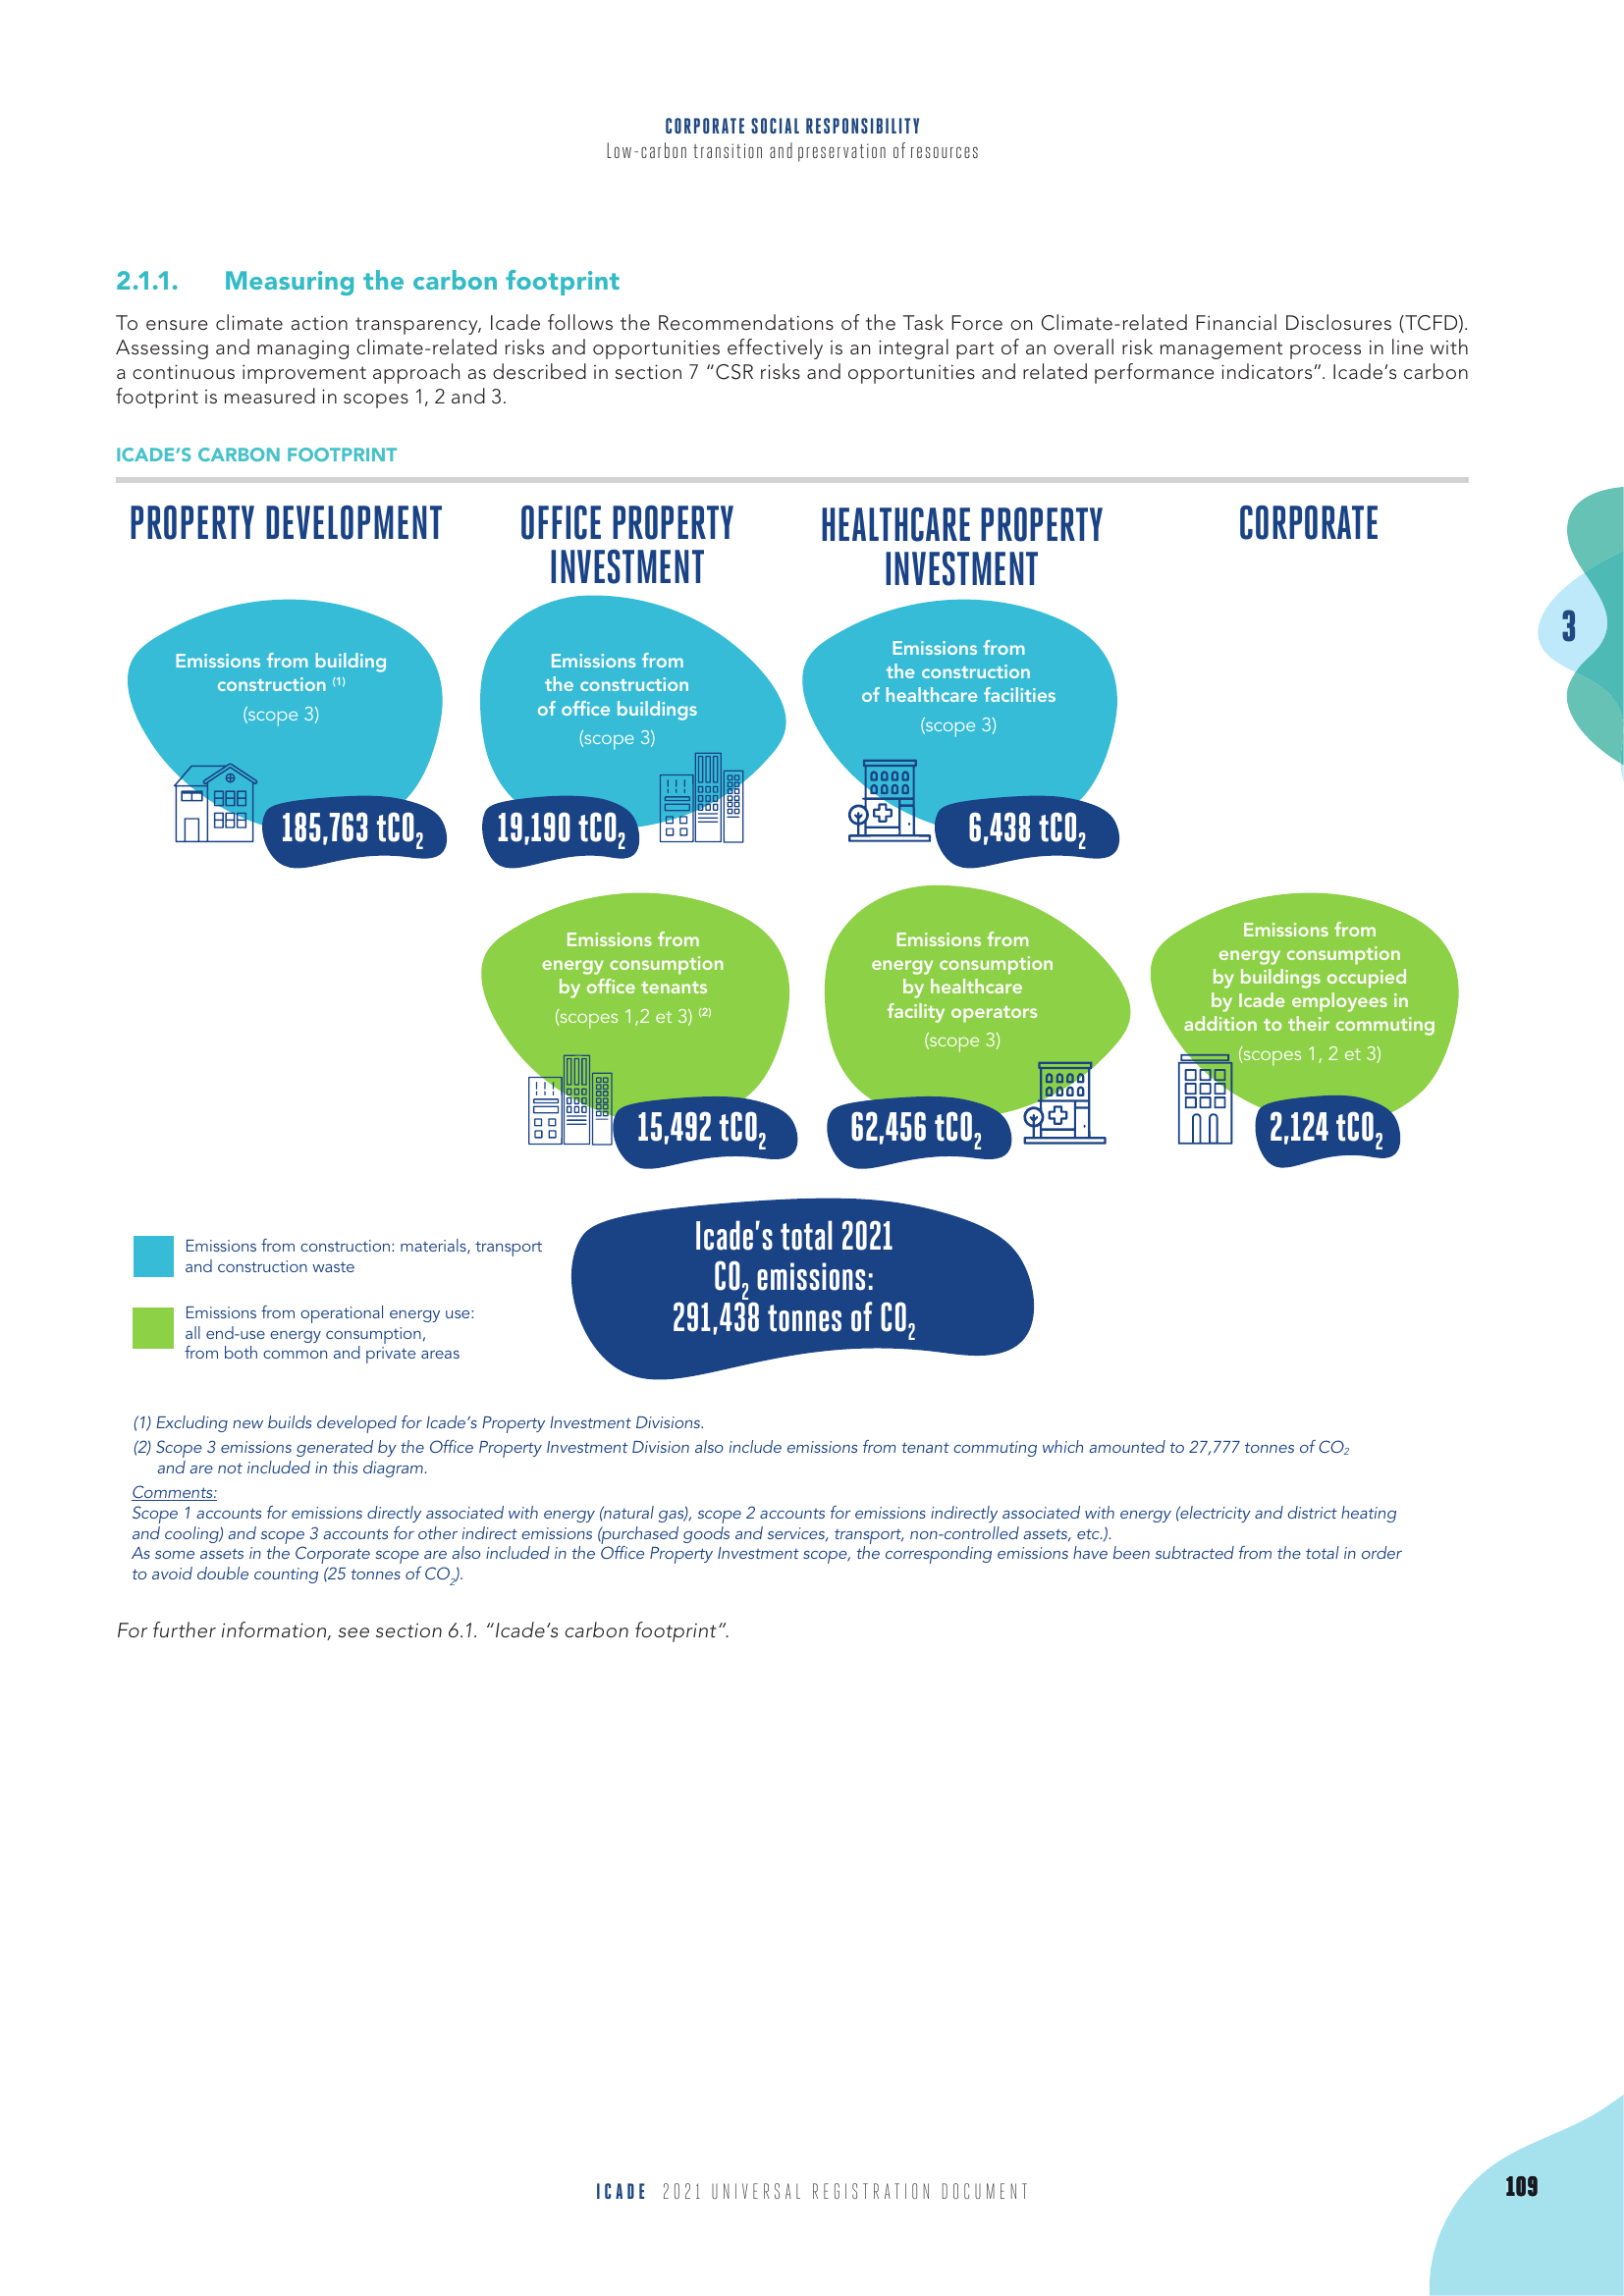 CORPORATE SOCIAL RESPONSIBILITY
Low-carbon transition and preservation of resources
2.1.1. Measuring the carbon footprint
To ensure climate action transparency, Icade follows the Recommendations of the Task Force on Climate-related Financial Disclosures (TCFD).
Assessing and managing climate-related risks and opportunities effectively is an integral part of an overall risk management process in line with
a continuous improvement approach as described in section 7 “CSR risks and opportunities and related performance indicators”. Icade’s carbon
footprint is measured in scopes 1, 2 and 3.
ICADE’S CARBON FOOTPRINT
PROPERTY DEVELOPMENT
OFFICE PROPERTY
INVESTMENT
HEALTHCARE PROPERTY
INVESTMENT
CORPORATE
3
Emissions from building
construction (1)
(scope 3)
185,763 tCO2
Emissions from
the construction
of office buildings
(scope 3)
19,190 tCO2
Emissions from
the construction
of healthcare facilities
(scope 3)
6,438 tCO2
Emissions from
energy consumption
by office tenants
(scopes 1,2 et 3) (2)
15,492 tCO2
Emissions from
energy consumption
by healthcare
facility operators
(scope 3)
62,456 tCO2
Emissions from
energy consumption
by buildings occupied
by Icade employees in
addition to their commuting
(scopes 1, 2 et 3)
2,124 tCO2
Emissions from construction: materials, transport
and construction waste
Emissions from operational energy use:
all end-use energy consumption,
from both common and private areas
Icade’s total 2021
CO2 emissions:
291,438 tonnes of CO2
(1) Excluding new builds developed for Icade’s Property Investment Divisions.
(2) Scope 3 emissions generated by the Office Property Investment Division also include emissions from tenant commuting which amounted to 27,777 tonnes of CO2
and are not included in this diagram.
Comments:
Scope 1 accounts for emissions directly associated with energy (natural gas), scope 2 accounts for emissions indirectly associated with energy (electricity and district heating
and cooling) and scope 3 accounts for other indirect emissions (purchased goods and services, transport, non-controlled assets, etc.).
As some assets in the Corporate scope are also included in the Office Property Investment scope, the corresponding emissions have been subtracted from the total in order
to avoid double counting (25 tonnes of CO2).
For further information, see section 6.1. “Icade’s carbon footprint”.
ICADE 2021 UNIVERSAL REGISTRATION DOCUMENT
109